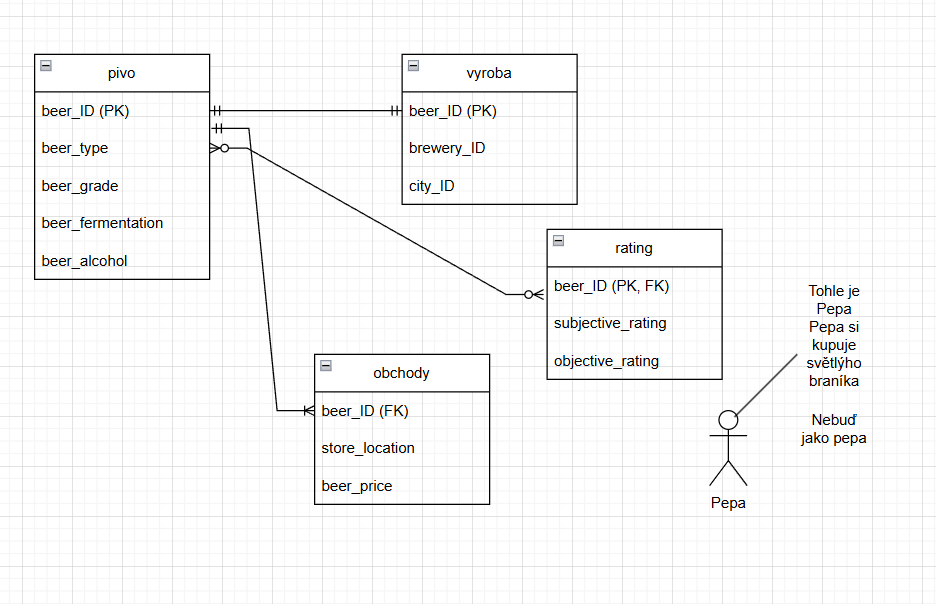 pivo
beer_ID (PK)
beer_type
beer_grade
beer_fermentation
beer_alcohol
vyroba
beer_ID (PK)
brewery_ID
city_ID
rating
beer_ID (PK, FK)
subjective_rating
objective_rating
obchody
beer_ID (FK)
store_location
beer_price
Tohle je
Pepa
Pepa si
kupuje
světlýho
braníka
Nebuď
jako pepa
Pepa